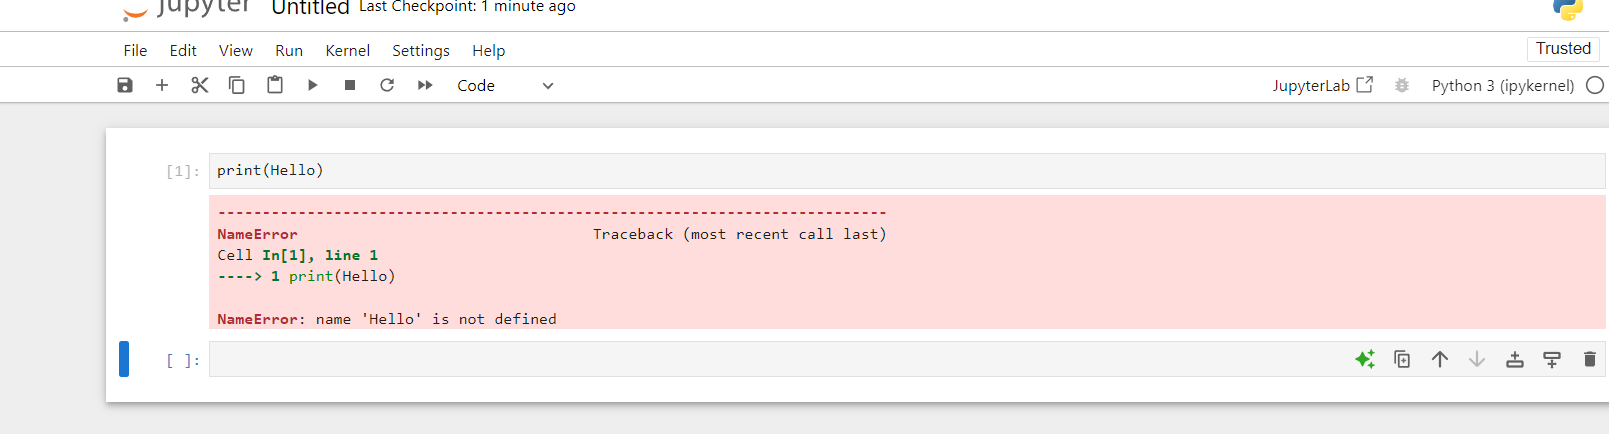 Jupyter Untitled Last Checkpoint: 1 minute ago
File Edit View Run Kernel Settings Help Trusted
Code JupyterLab Python 3 (ipykernel)
[1]: print(Hello)
---------------------------------------------------------------------------
NameError                                 Traceback (most recent call last)
Cell In[1], line 1
----> 1 print(Hello)
NameError: name 'Hello' is not defined
[ ]: